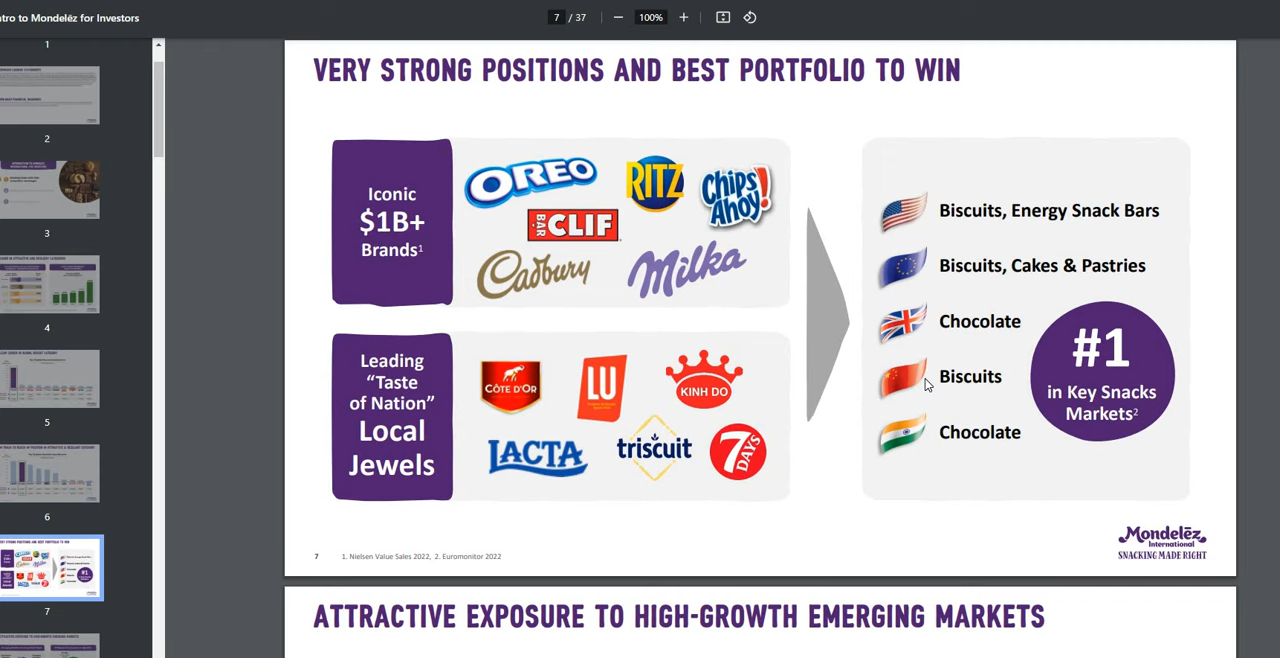 ntro to Mondelēz for Investors
7 / 37
100%
1
2
3
4
5
6
7
VERY STRONG POSITIONS AND BEST PORTFOLIO TO WIN
Iconic
$1B+
Brands1
OREO
RITZ
Chips
Ahoy!
BAR CLIF
Cadbury
Milka
Leading
“Taste
of Nation”
Local
Jewels
CÔTE D'OR
LU
KINH DO
LACTA
triscuit
7 DAYS
Biscuits, Energy Snack Bars
Biscuits, Cakes & Pastries
Chocolate
Biscuits
Chocolate
#1
in Key Snacks
Markets2
7
1. Nielsen Value Sales 2022, 2. Euromonitor 2022
Mondelēz
International
SNACKING MADE RIGHT
ATTRACTIVE EXPOSURE TO HIGH-GROWTH EMERGING MARKETS